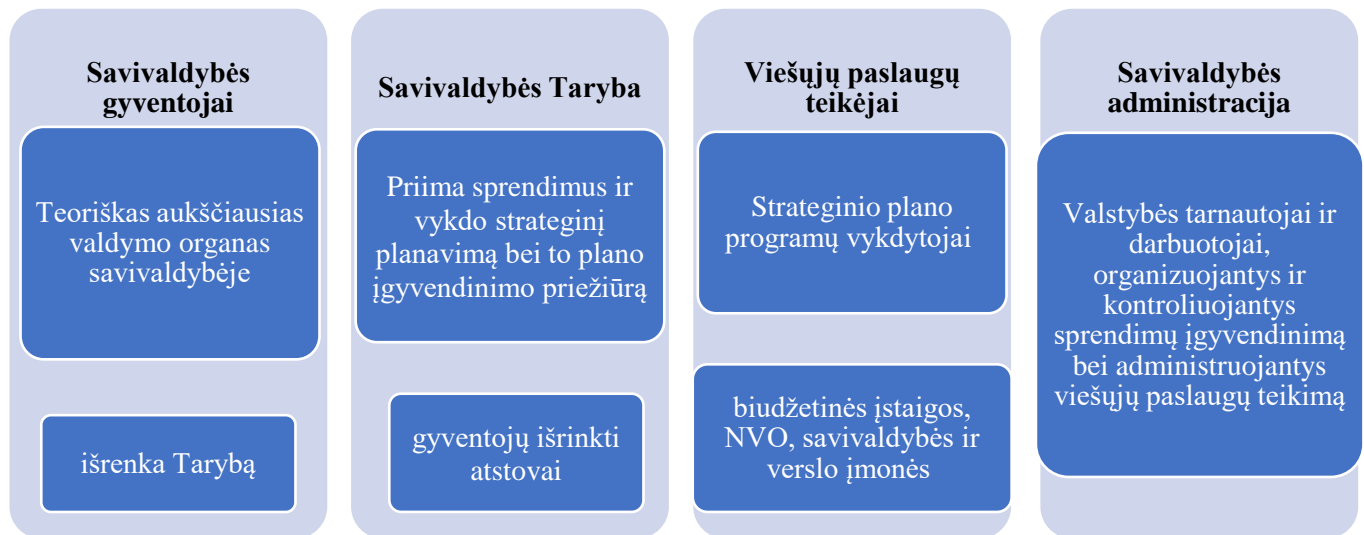 Savivaldybės
gyventojai
Teoriškas aukščiausias
valdymo organas
savivaldybėje
išrenka Tarybą
Savivaldybės Taryba
Priima sprendimus ir
vykdo strateginį
planavimą bei to plano
įgyvendinimo priežiūrą
gyventojų išrinkti
atstovai
Viešųjų paslaugų
teikėjai
Strateginio plano
programų vykdytojai
biudžetinės įstaigos,
NVO, savivaldybės ir
verslo įmonės
Savivaldybės
administracija
Valstybės tarnautojai ir
darbuotojai,
organizuojantys ir
kontroliuojantys
sprendimų įgyvendinimą
bei administruojantys
viešųjų paslaugų teikimą